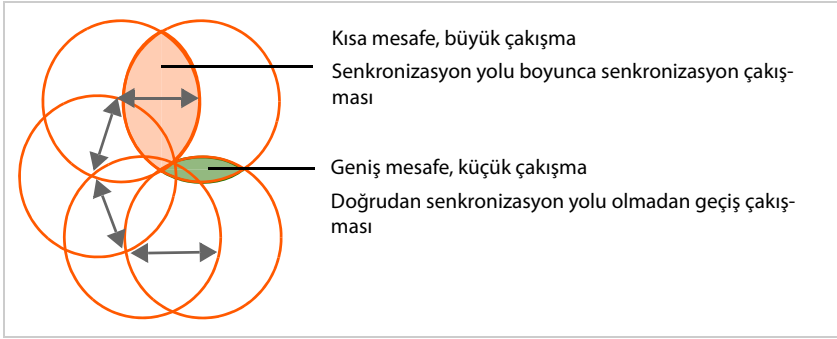 Kısa mesafe, büyük çakışma
Senkronizasyon yolu boyunca senkronizasyon çakış-
ması
Geniş mesafe, küçük çakışma
Doğrudan senkronizasyon yolu olmadan geçiş çakış-
ması